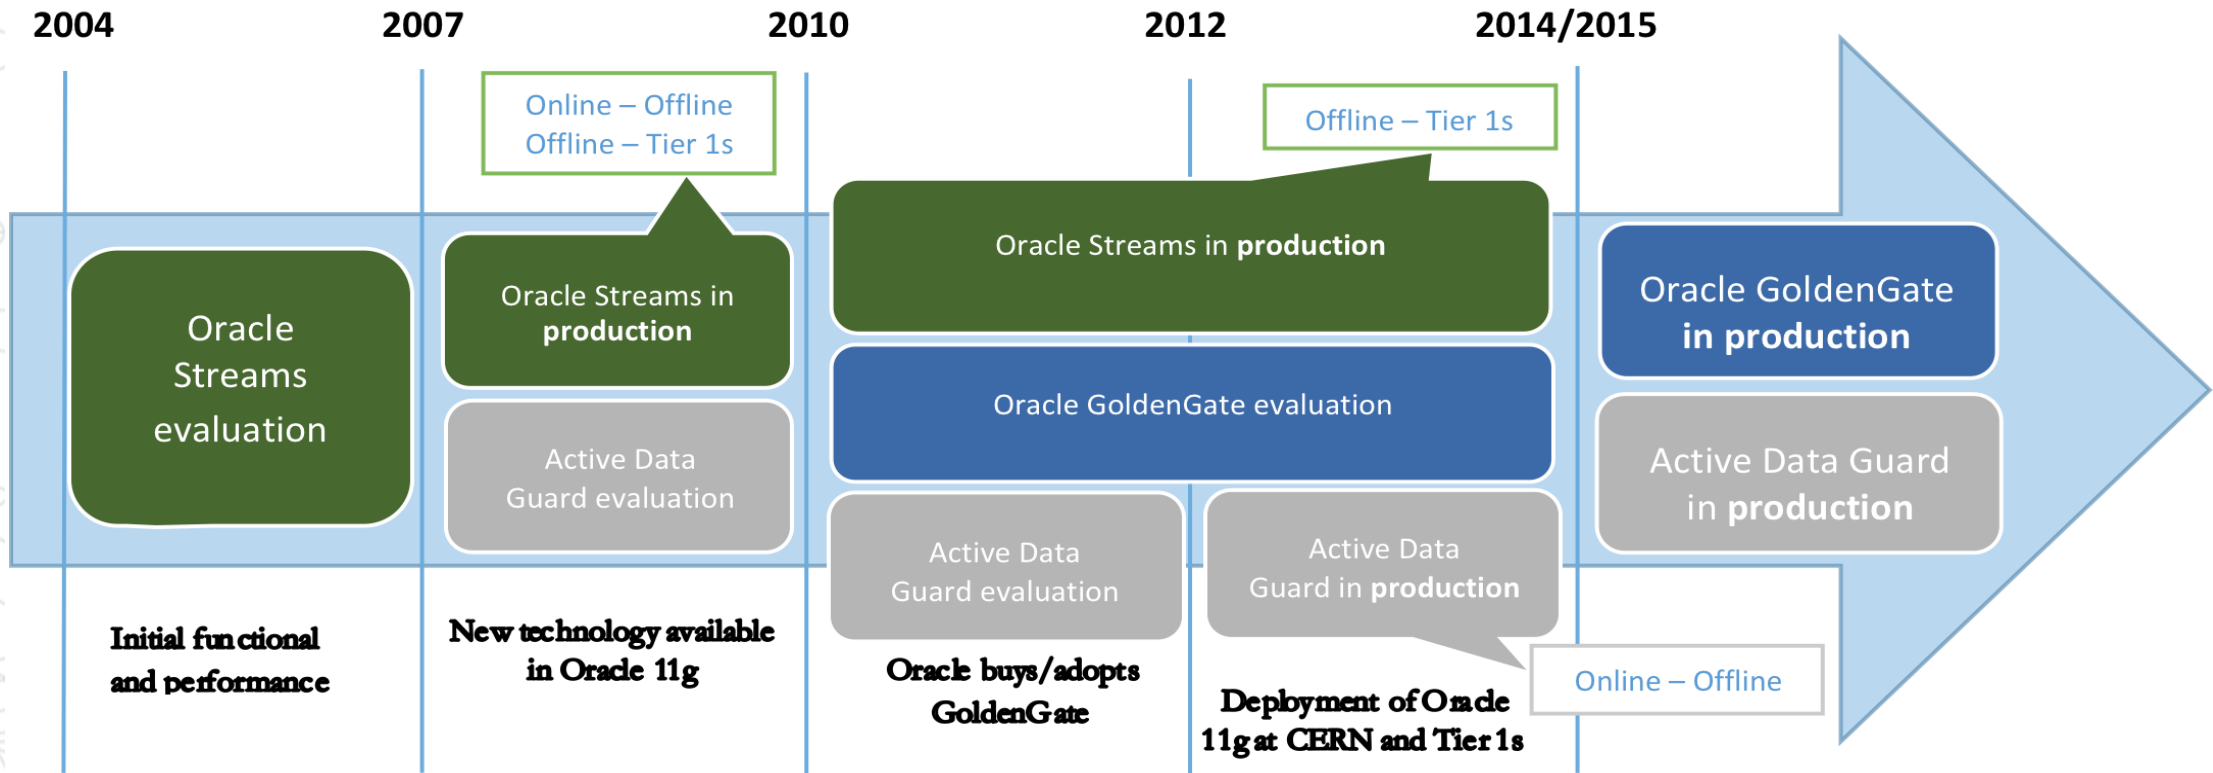 2004
2007
2010
2012
2014/2015
Online – Offline
Offline – Tier 1s
Offline – Tier 1s
Oracle
Streams
evaluation
Oracle Streams in
production
Active Data
Guard evaluation
Oracle Streams in production
Oracle GoldenGate evaluation
Active Data
Guard evaluation
Active Data
Guard in production
Oracle GoldenGate
in production
Active Data Guard
in production
Online – Offline
Initial functional
and performance
New technology available
in Oracle 11g
Oracle buys/adopts
GoldenGate
Deployment of Oracle
11g at CERN and Tier 1s